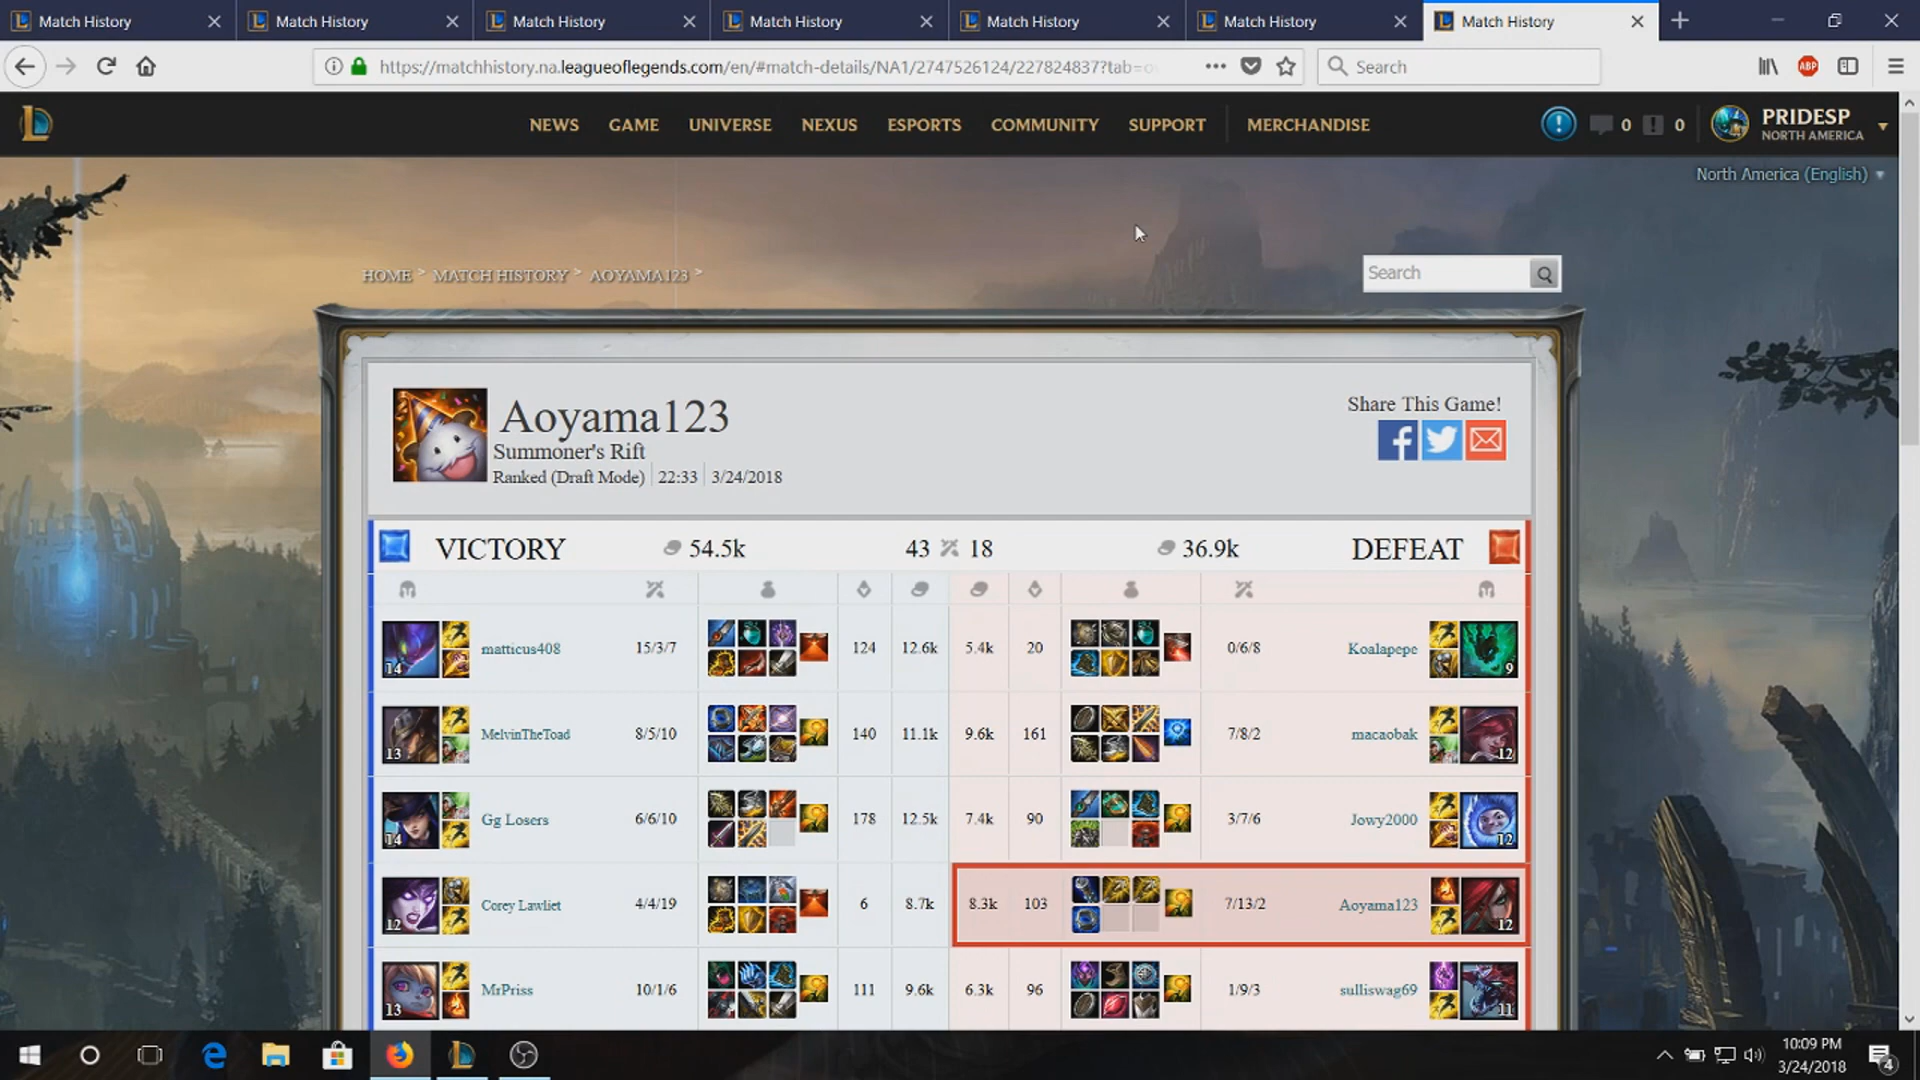 Match History
Match History
Match History
Match History
Match History
Match History
Match History
https://matchhistory.na.leagueoflegends.com/en/#match-details/NA1/2747526124/227824837?tab=o
Search
ABP
NEWS GAME UNIVERSE NEXUS ESPORTS COMMUNITY SUPPORT MERCHANDISE
0 0
PRIDESP
NORTH AMERICA
North America (English)
HOME > MATCH HISTORY > AOYAMA123 >
Search
Aoyama123
Summoner's Rift
Ranked (Draft Mode) 22:33 3/24/2018
Share This Game!
VICTORY 54.5k 43 18 36.9k DEFEAT
14 matticus408 15/3/7 124 12.6k 5.4k 20 0/6/8 Koalapepe 9
13 MelvinTheToad 8/5/10 140 11.1k 9.6k 161 7/8/2 macaobak 12
14 Gg Losers 6/6/10 178 12.5k 7.4k 90 3/7/6 Jowy2000 12
12 Corey Lawliet 4/4/19 6 8.7k 8.3k 103 7/13/2 Aoyama123 12
13 MrPriss 10/1/6 111 9.6k 6.3k 96 1/9/3 sulliswag69 11
10:09 PM
3/24/2018
4